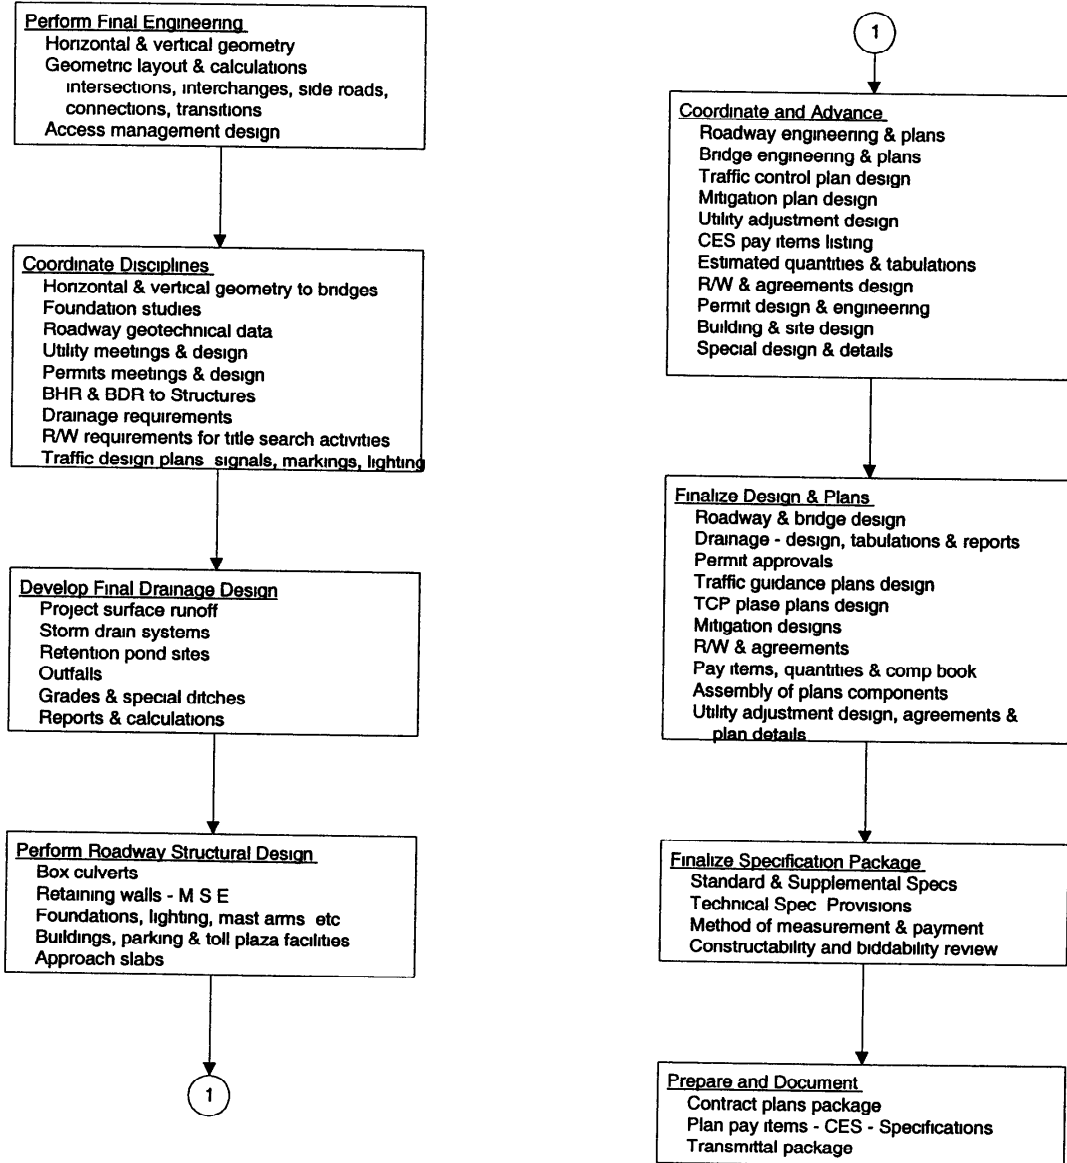 Perform Final Engineering
Horizontal & vertical geometry
Geometric layout & calculations
intersections, interchanges, side roads,
connections, transitions
Access management design
Coordinate Disciplines
Horizontal & vertical geometry to bridges
Foundation studies
Roadway geotechnical data
Utility meetings & design
Permits meetings & design
BHR & BDR to Structures
Drainage requirements
R/W requirements for title search activities
Traffic design plans signals, markings, lighting
Develop Final Drainage Design
Project surface runoff
Storm drain systems
Retention pond sites
Outfalls
Grades & special ditches
Reports & calculations
Perform Roadway Structural Design
Box culverts
Retaining walls - M S E
Foundations, lighting, mast arms etc
Buildings, parking & toll plaza facilities
Approach slabs
1
1
Coordinate and Advance
Roadway engineering & plans
Bridge engineering & plans
Traffic control plan design
Mitigation plan design
Utility adjustment design
CES pay items listing
Estimated quantities & tabulations
R/W & agreements design
Permit design & engineering
Building & site design
Special design & details
Finalize Design & Plans
Roadway & bridge design
Drainage - design, tabulations & reports
Permit approvals
Traffic guidance plans design
TCP plase plans design
Mitigation designs
R/W & agreements
Pay items, quantities & comp book
Assembly of plans components
Utility adjustment design, agreements &
plan details
Finalize Specification Package
Standard & Supplemental Specs
Technical Spec Provisions
Method of measurement & payment
Constructability and biddability review
Prepare and Document
Contract plans package
Plan pay items - CES - Specifications
Transmittal package